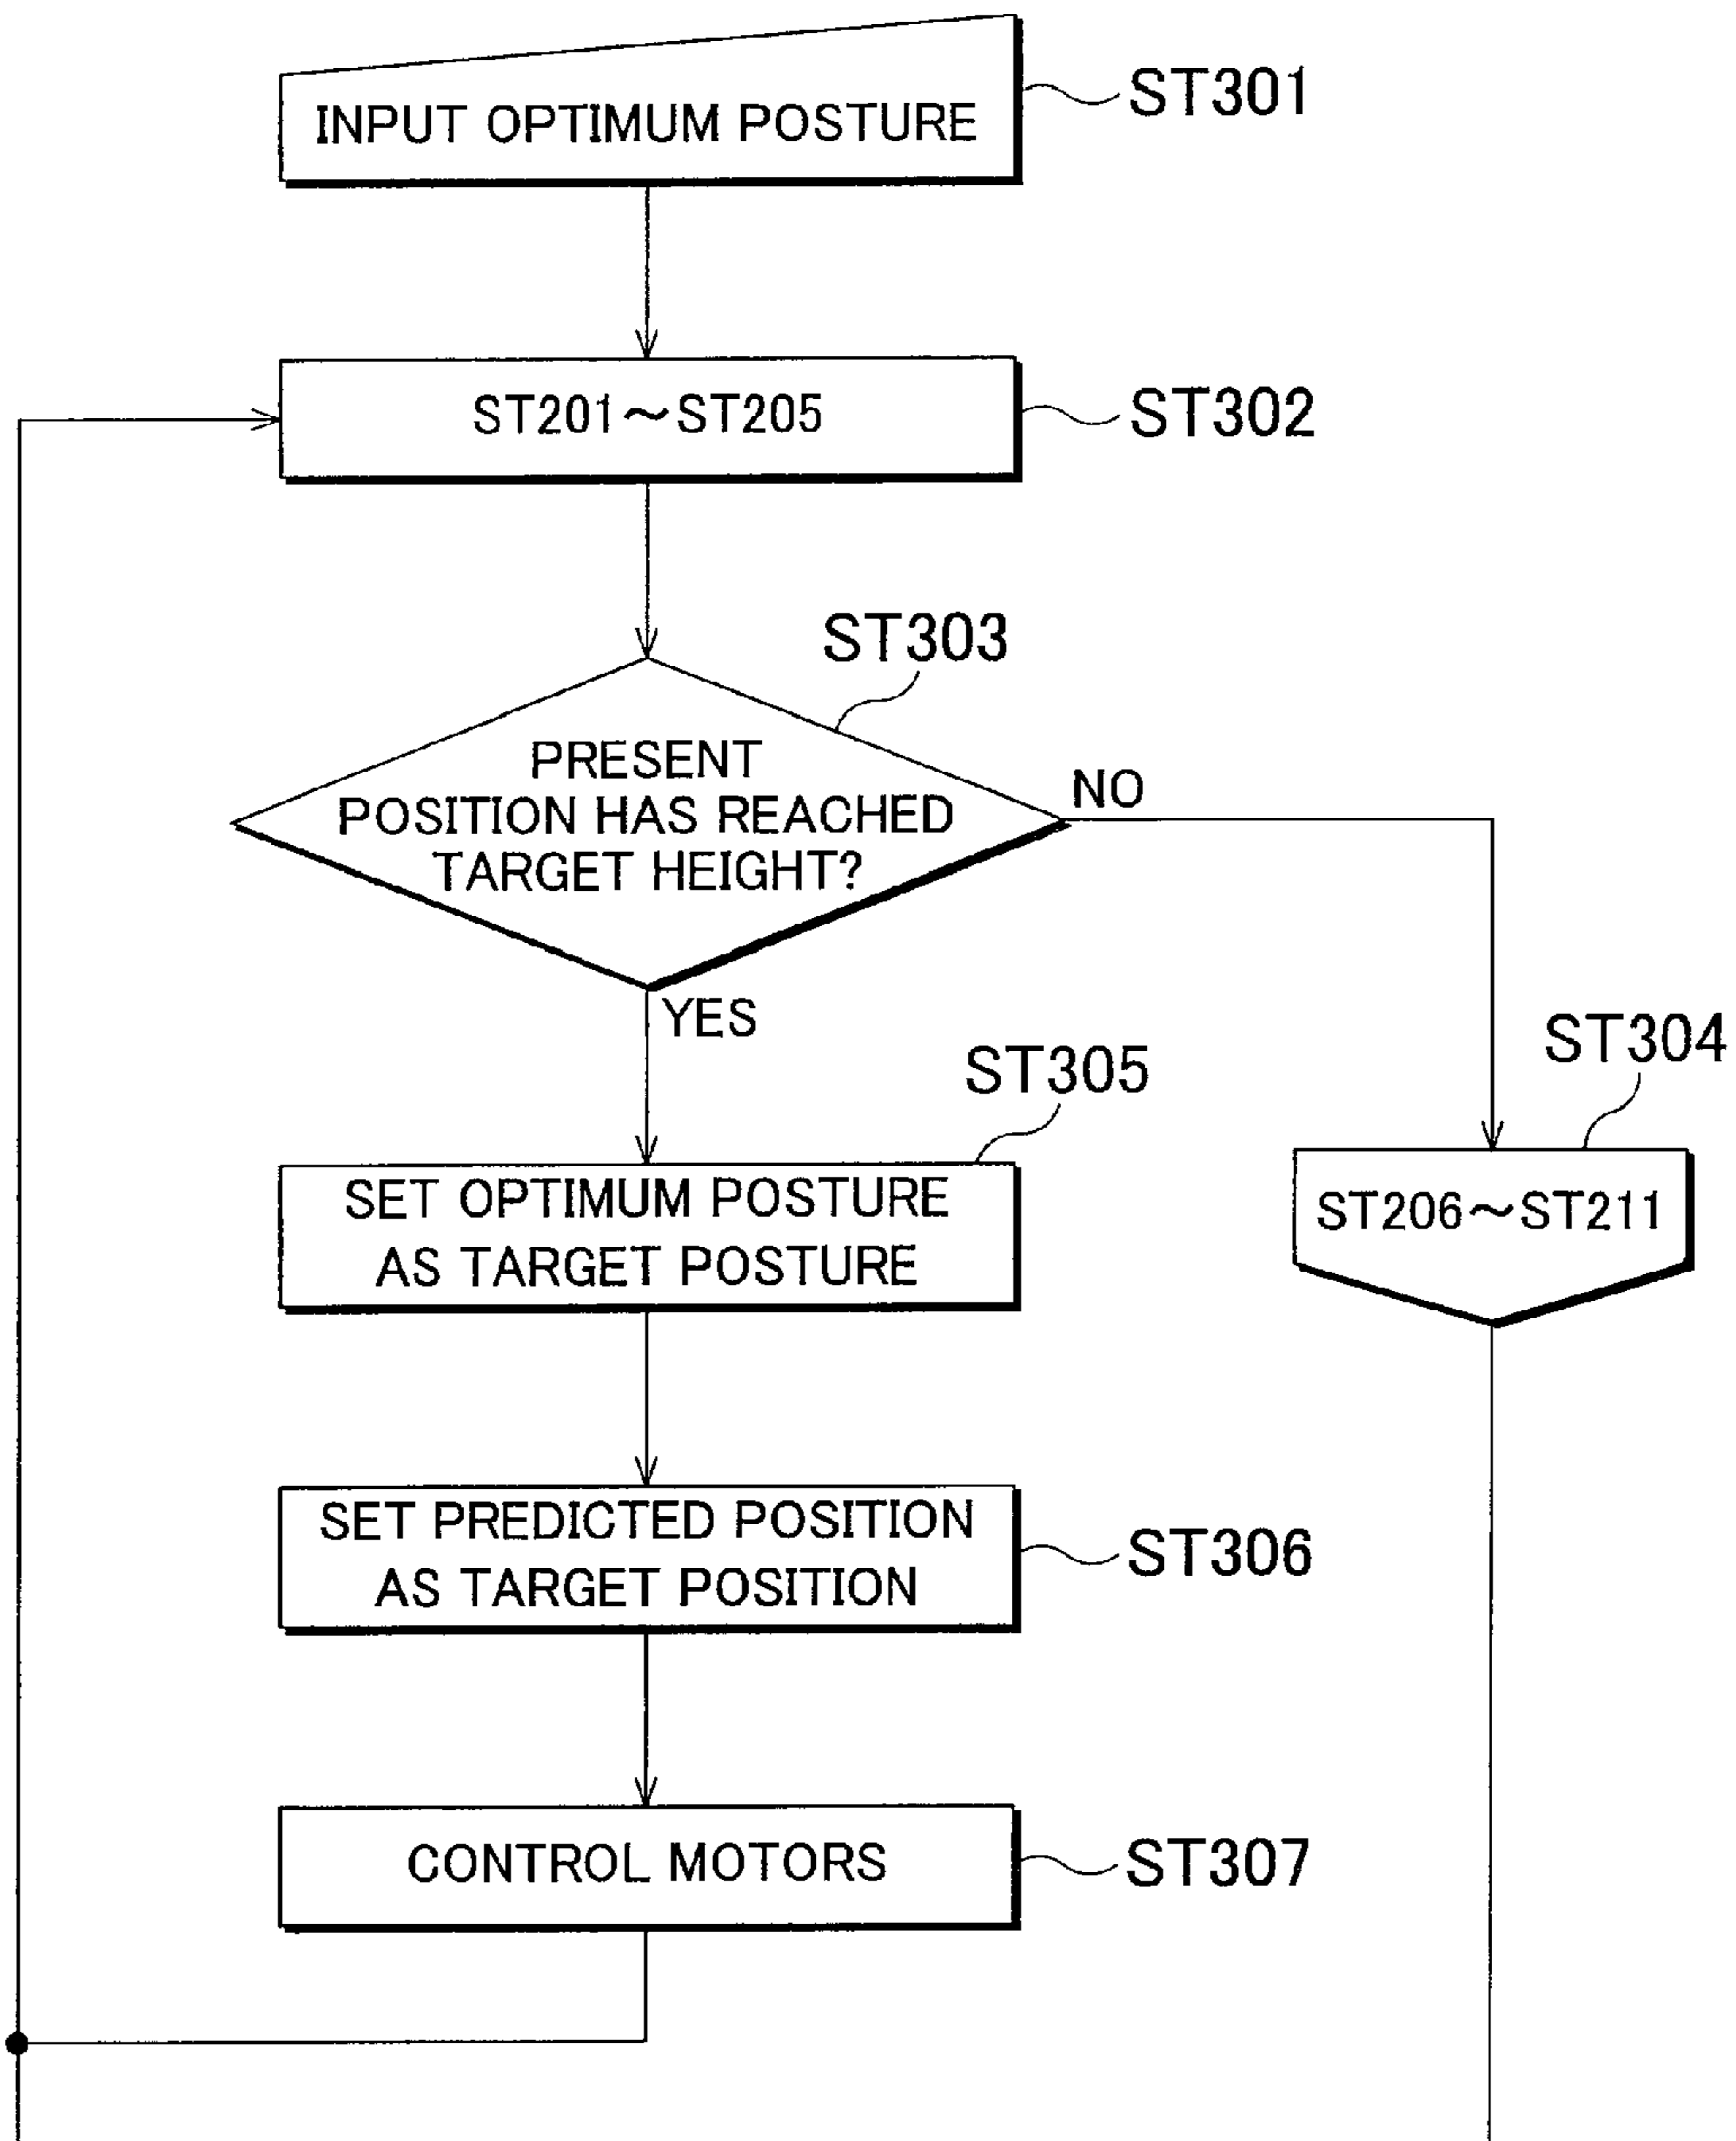 INPUT OPTIMUM POSTURE
ST301
ST201～ST205
ST302
ST303
PRESENT
POSITION HAS REACHED
TARGET HEIGHT?
NO
YES
ST304
ST305
SET OPTIMUM POSTURE
AS TARGET POSTURE
ST206～ST211
SET PREDICTED POSITION
AS TARGET POSITION
ST306
CONTROL MOTORS
ST307